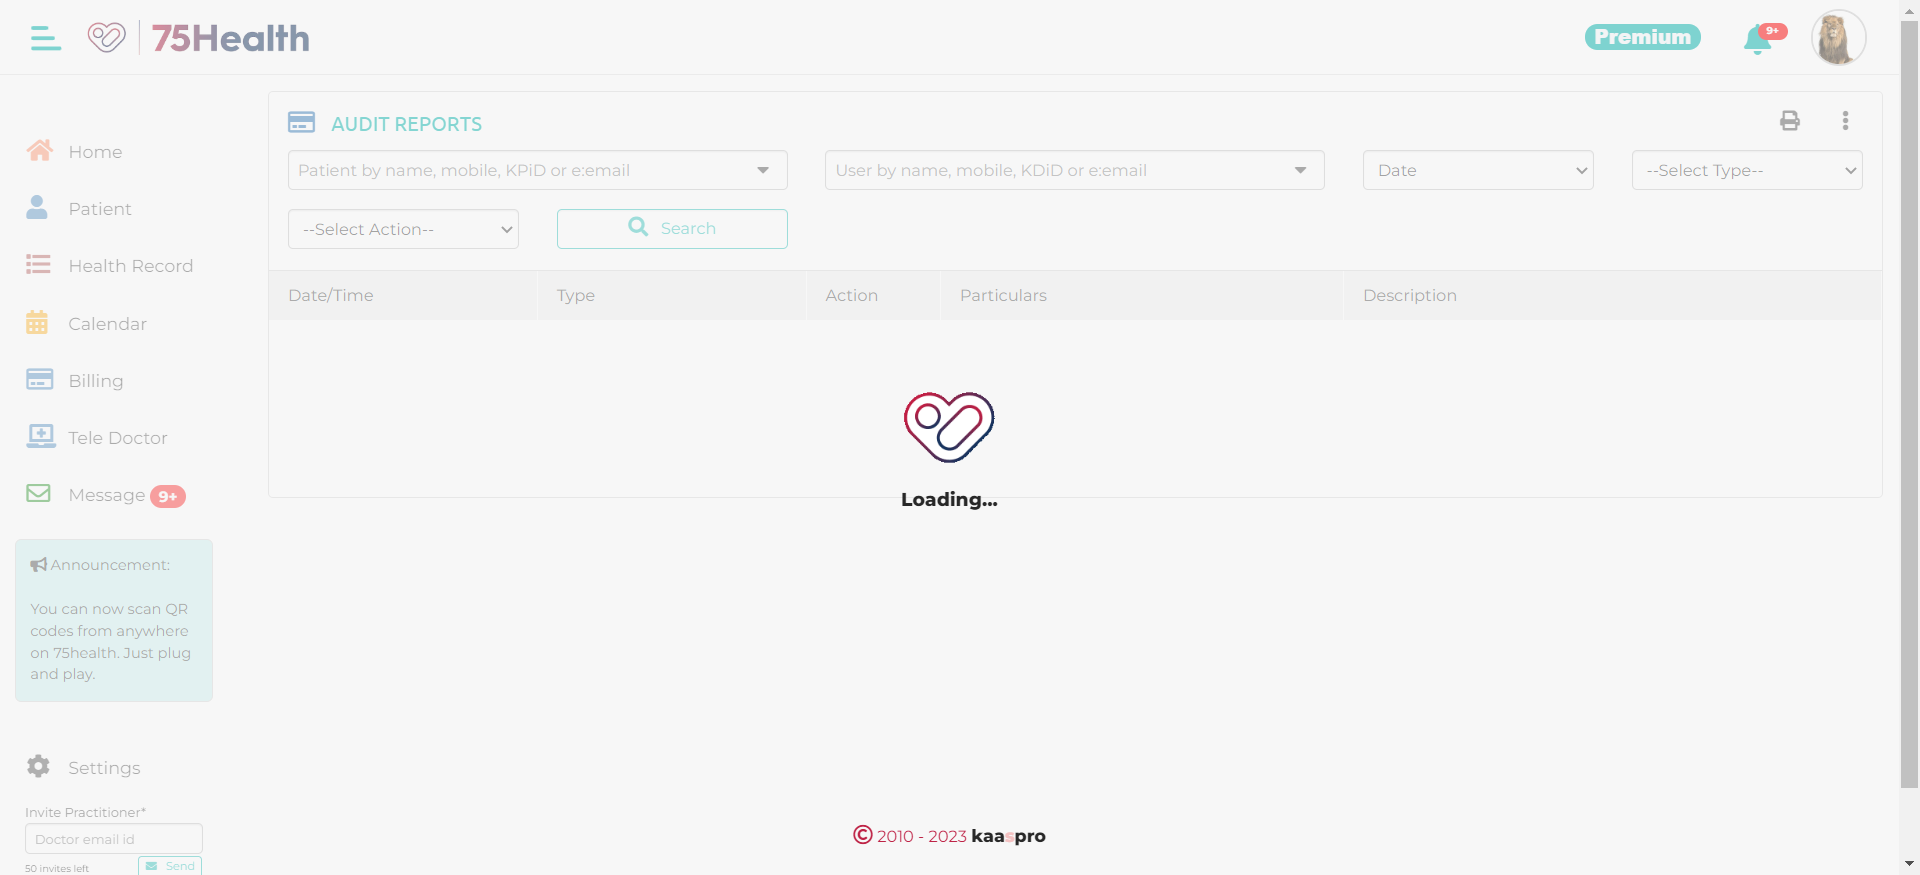 75Health
Premium
9+
Home
Patient
Health Record
Calendar
Billing
Tele Doctor
Message 9+
Announcement:
You can now scan QR
codes from anywhere
on 75health. Just plug
and play.
Settings
Invite Practitioner*
Doctor email id
50 invites left
Send
AUDIT REPORTS
Patient by name, mobile, KPiD or e:email
User by name, mobile, KDiD or e:email
Date
--Select Type--
--Select Action--
Search
Date/Time
Type
Action
Particulars
Description
Loading...
© 2010 - 2023 kaaspro